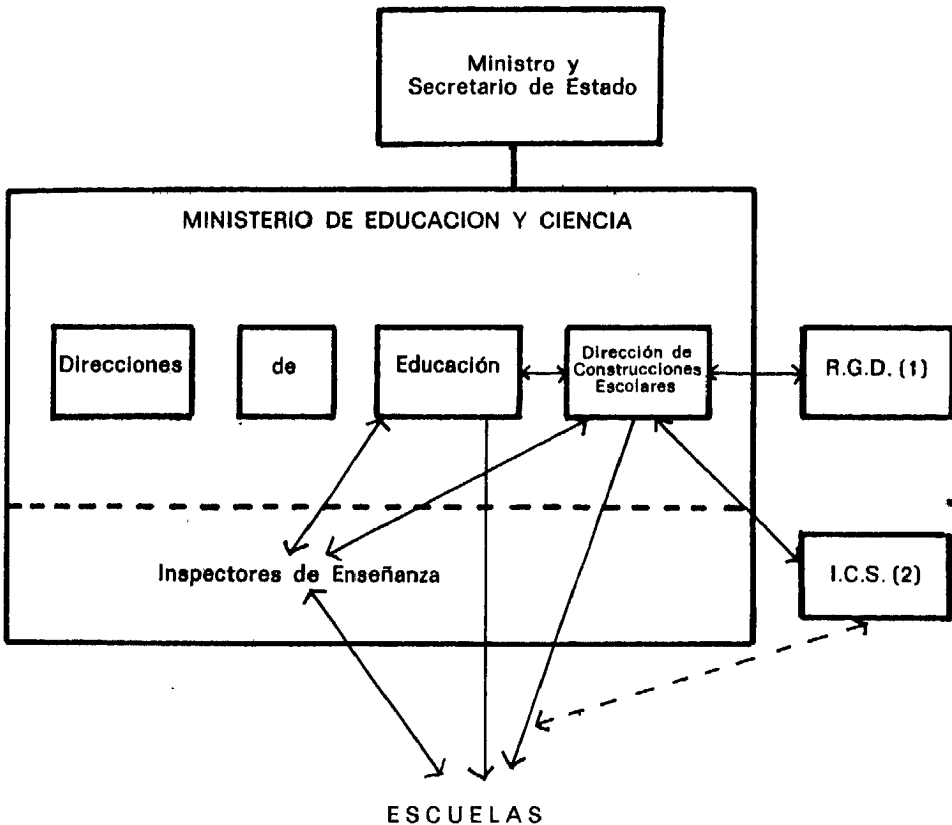 Ministro y
Secretario de Estado
MINISTERIO DE EDUCACION Y CIENCIA
Direcciones
de
Educación
Dirección de
Construcciones
Escolares
R.G.D. (1)
Inspectores de Enseñanza
I.C.S. (2)
ESCUELAS